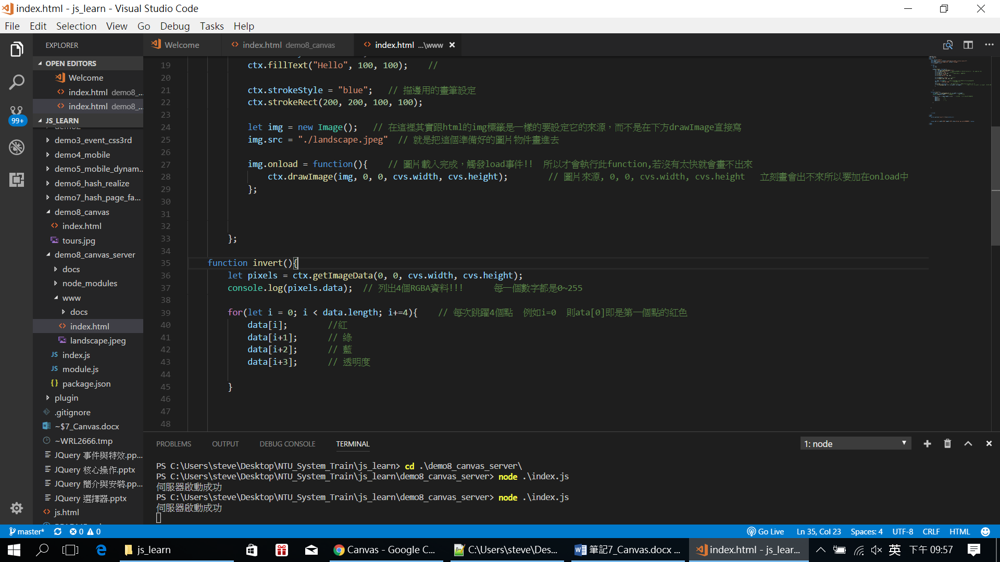 index.html - js_learn - Visual Studio Code
File Edit Selection View Go Debug Tasks Help
EXPLORER
Welcome
index.html demo8_canvas
index.html ...\www
OPEN EDITORS
Welcome
index.html demo8_...
index.html demo8_...
99+
JS_LEARN
demo3_event_css3rd
demo4_mobile
demo5_mobile_dynam...
demo6_hash_realize
demo7_hash_page_fa...
demo8_canvas
index.html
tours.jpg
demo8_canvas_server
docs
node_modules
www
docs
index.html
landscape.jpeg
JS index.js
JS module.js
{} package.json
plugin
.gitignore
~$7_Canvas.docx
~WRL2666.tmp
JQuery 事件與特效.pp...
JQuery 核心操作.pptx
JQuery 簡介與安裝.pp...
JQuery 選擇器.pptx
js.html
19 ctx.fillText("Hello", 100, 100); //
20
21 ctx.strokeStyle = "blue"; // 描邊用的畫筆設定
22 ctx.strokeRect(200, 200, 100, 100);
23
24 let img = new Image(); // 在這裡其實跟html的img標籤是一樣的要設定它的來源，而不是在下方drawImage直接寫
25 img.src = "./landscape.jpeg" // 就是把這個準備好的圖片物件畫進去
26
27 img.onload = function(){ // 圖片載入完成，觸發load事件!! 所以才會執行此function,若沒有太快就會畫不出來
28 ctx.drawImage(img, 0, 0, cvs.width, cvs.height); // 圖片來源, 0, 0, cvs.width, cvs.height 立刻畫會出不來所以要加在onload中
29 };
30
31
32
33 };
34
35 function invert(){
36 let pixels = ctx.getImageData(0, 0, cvs.width, cvs.height);
37 console.log(pixels.data); // 列出4個RGBA資料!!! 每一個數字都是0~255
38
39 for(let i = 0; i < data.length; i+=4){ // 每次跳躍4個點 例如i=0 則ata[0]即是第一個點的紅色
40 data[i]; //紅
41 data[i+1]; // 綠
42 data[i+2]; // 藍
43 data[i+3]; // 透明度
44
45 }
46
47
48
PROBLEMS OUTPUT DEBUG CONSOLE TERMINAL
1: node
PS C:\Users\steve\Desktop\NTU_System_Train\js_learn> cd .\demo8_canvas_server\
PS C:\Users\steve\Desktop\NTU_System_Train\js_learn\demo8_canvas_server> node .\index.js
伺服器啟動成功
PS C:\Users\steve\Desktop\NTU_System_Train\js_learn\demo8_canvas_server> node .\index.js
伺服器啟動成功
master* 0 0
Go Live Ln 35, Col 23 Spaces: 4 UTF-8 CRLF HTML
js_learn
Canvas - Google C...
C:\Users\steve\Des...
筆記7_Canvas.docx ...
index.html - js_lear...
英 下午 09:57